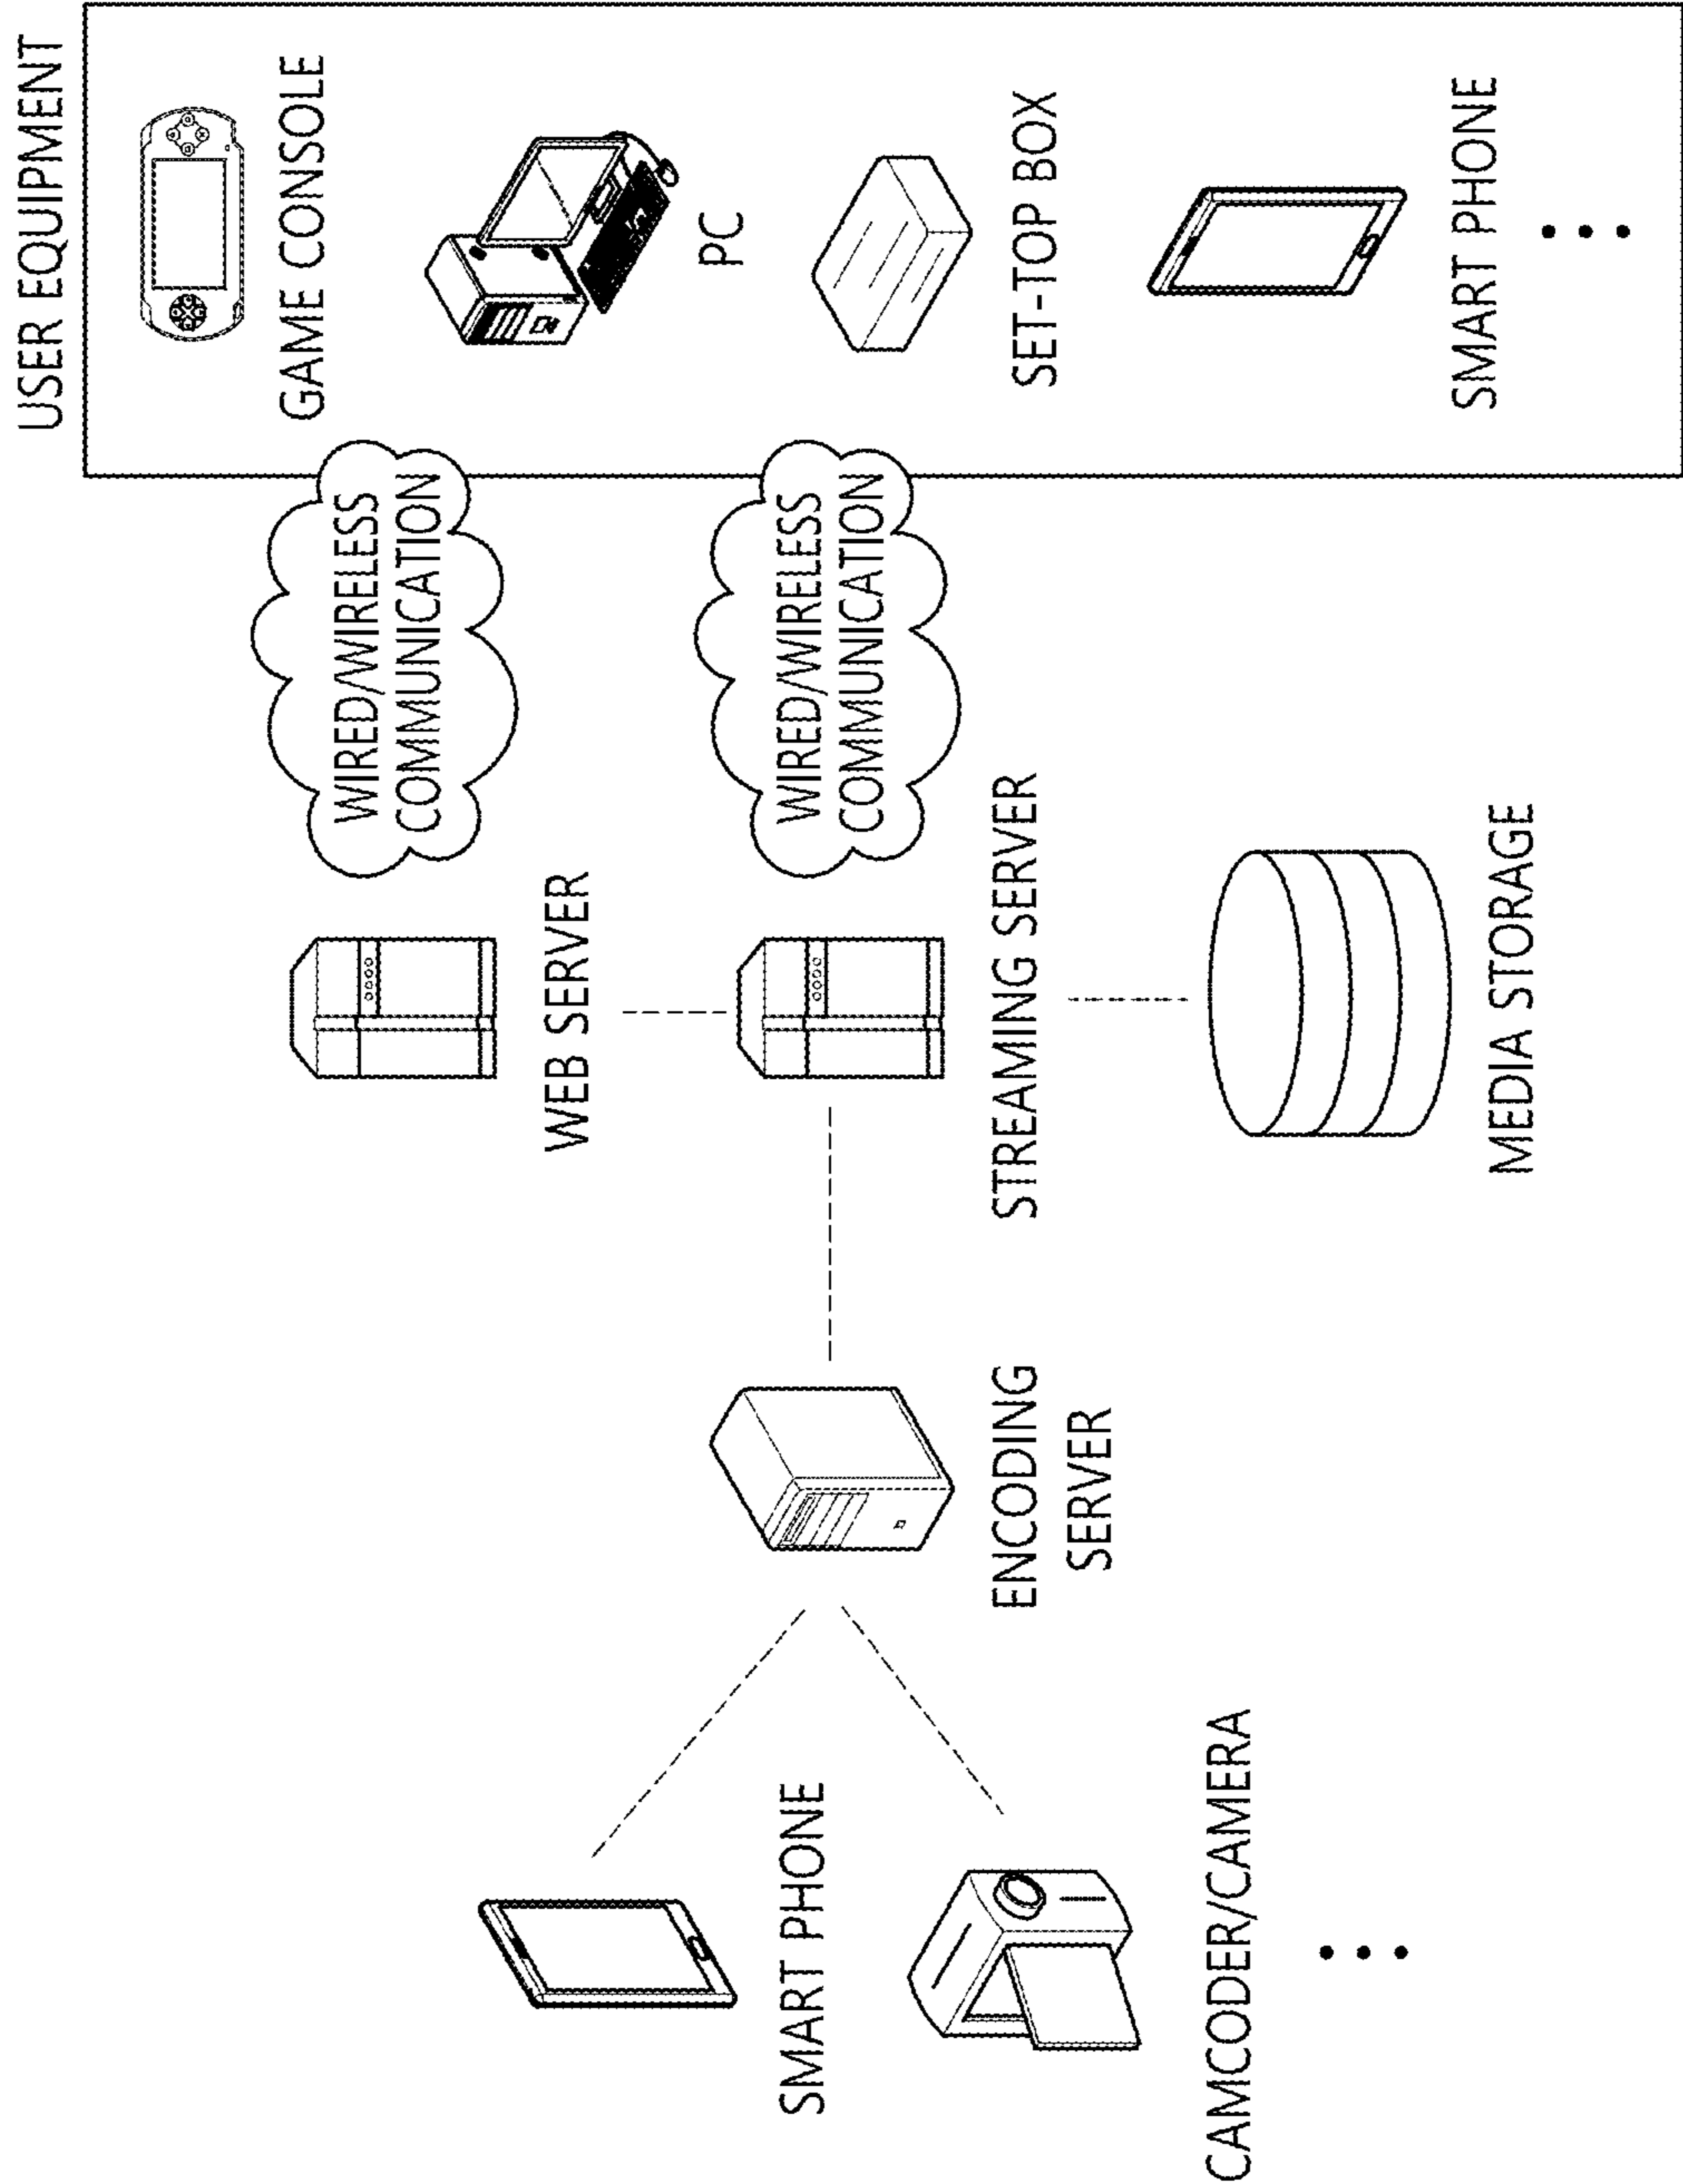 USER EQUIPMENT
GAME CONSOLE
PC
SET-TOP BOX
SMART PHONE
WIRED/WIRELESS
COMMUNICATION
WIRED/WIRELESS
COMMUNICATION
WEB SERVER
STREAMING SERVER
MEDIA STORAGE
ENCODING
SERVER
SMART PHONE
CAMCODER/CAMERA